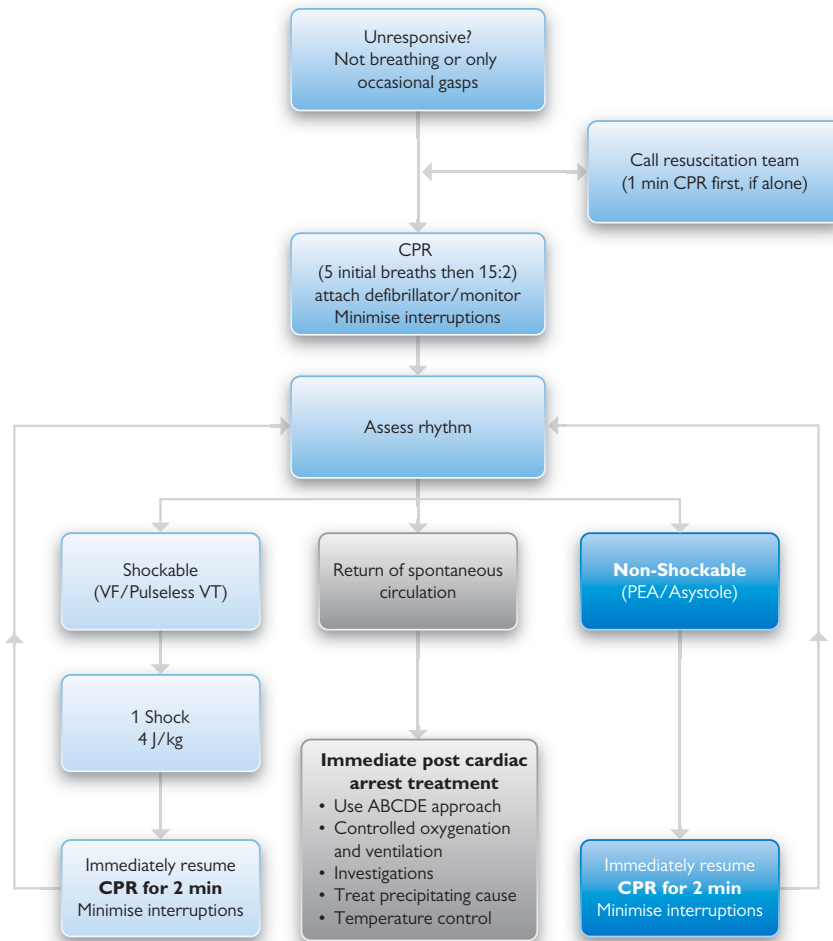 Unresponsive?
Not breathing or only
occasional gasps
Call resuscitation team
(1 min CPR first, if alone)
CPR
(5 initial breaths then 15:2)
attach defibrillator/monitor
Minimise interruptions
Assess rhythm
Shockable
(VF/Pulseless VT)
Return of spontaneous
circulation
Non-Shockable
(PEA/Asystole)
1 Shock
4 J/kg
Immediate post cardiac
arrest treatment
• Use ABCDE approach
• Controlled oxygenation
and ventilation
• Investigations
• Treat precipitating cause
• Temperature control
Immediately resume
CPR for 2 min
Minimise interruptions
Immediately resume
CPR for 2 min
Minimise interruptions